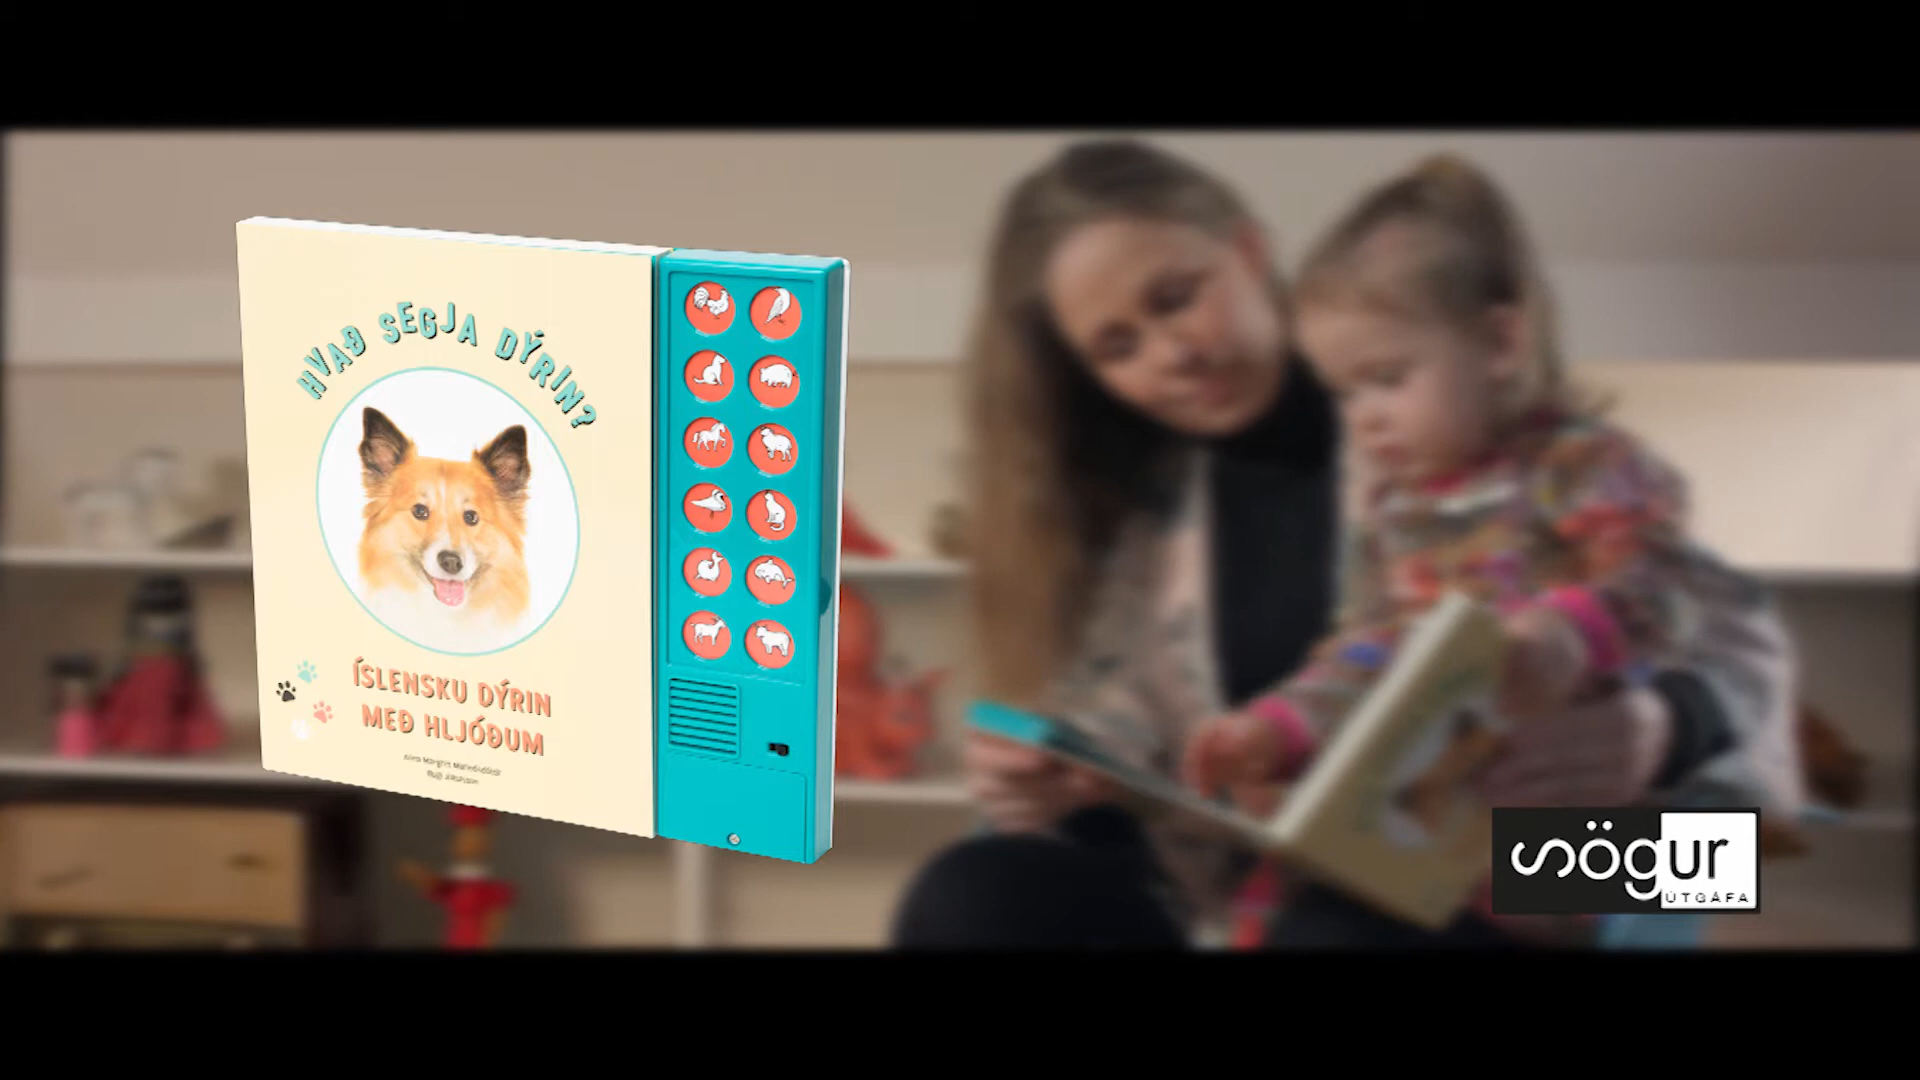 HVAÐ SEGJA DÝRIN?
ÍSLENSKU DÝRIN
MEÐ HLJÓÐUM
sögur
ÚTGÁFA